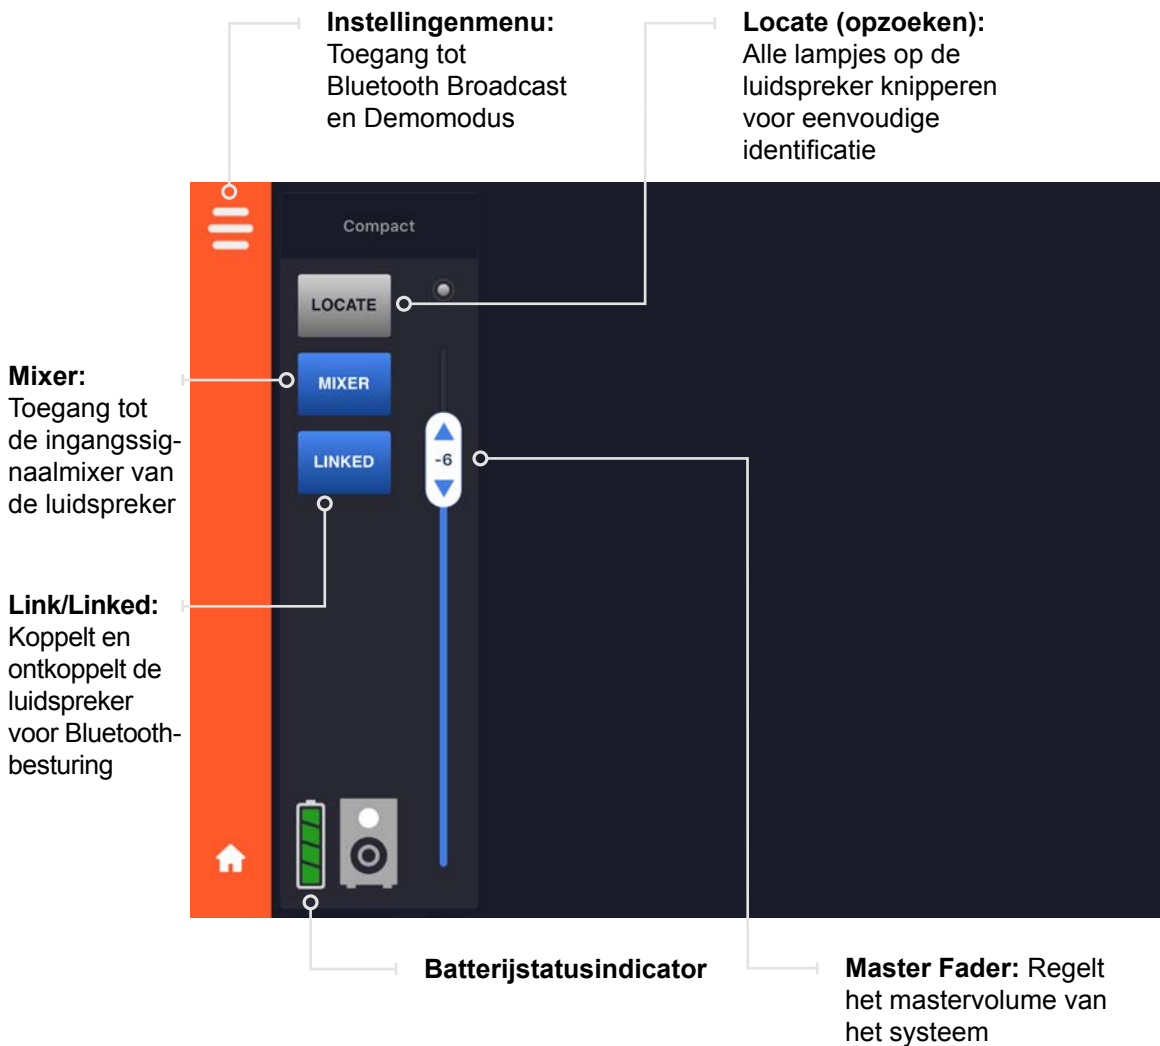 Instellingenmenu:
Toegang tot
Bluetooth Broadcast
en Demomodus
Locate (opzoeken):
Alle lampjes op de
luidspreker knipperen
voor eenvoudige
identificatie
Compact
LOCATE
MIXER
LINKED
-6
Mixer:
Toegang tot
de ingangssig-
naalmixer van
de luidspreker
Link/Linked:
Koppelt en
ontkoppelt de
luidspreker
voor Bluetooth-
besturing
Batterijstatusindicator
Master Fader: Regelt
het mastervolume van
het systeem